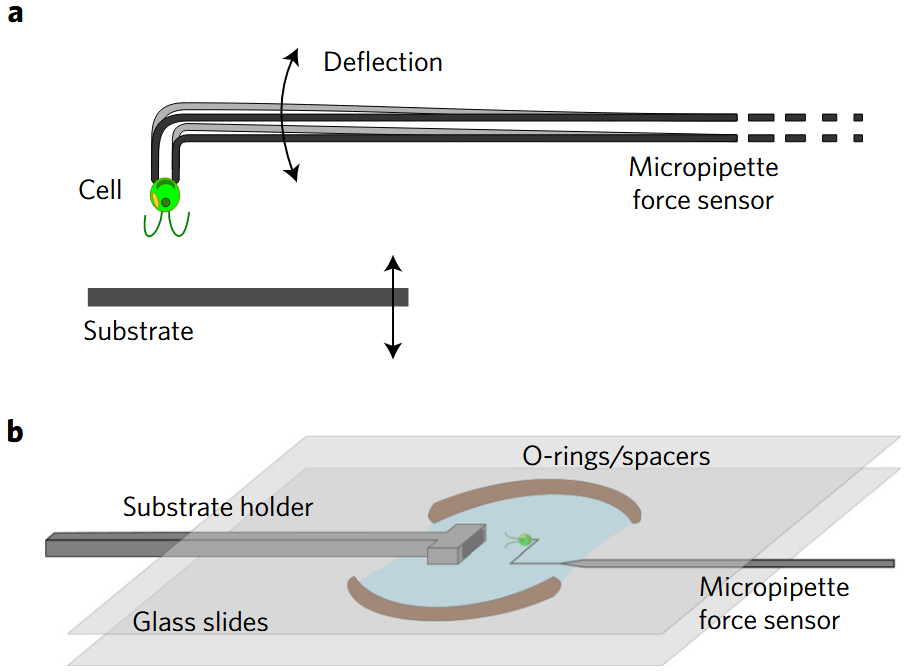 a
Deflection
Micropipette
force sensor
Cell
Substrate
b
O-rings/spacers
Substrate holder
Micropipette
force sensor
Glass slides